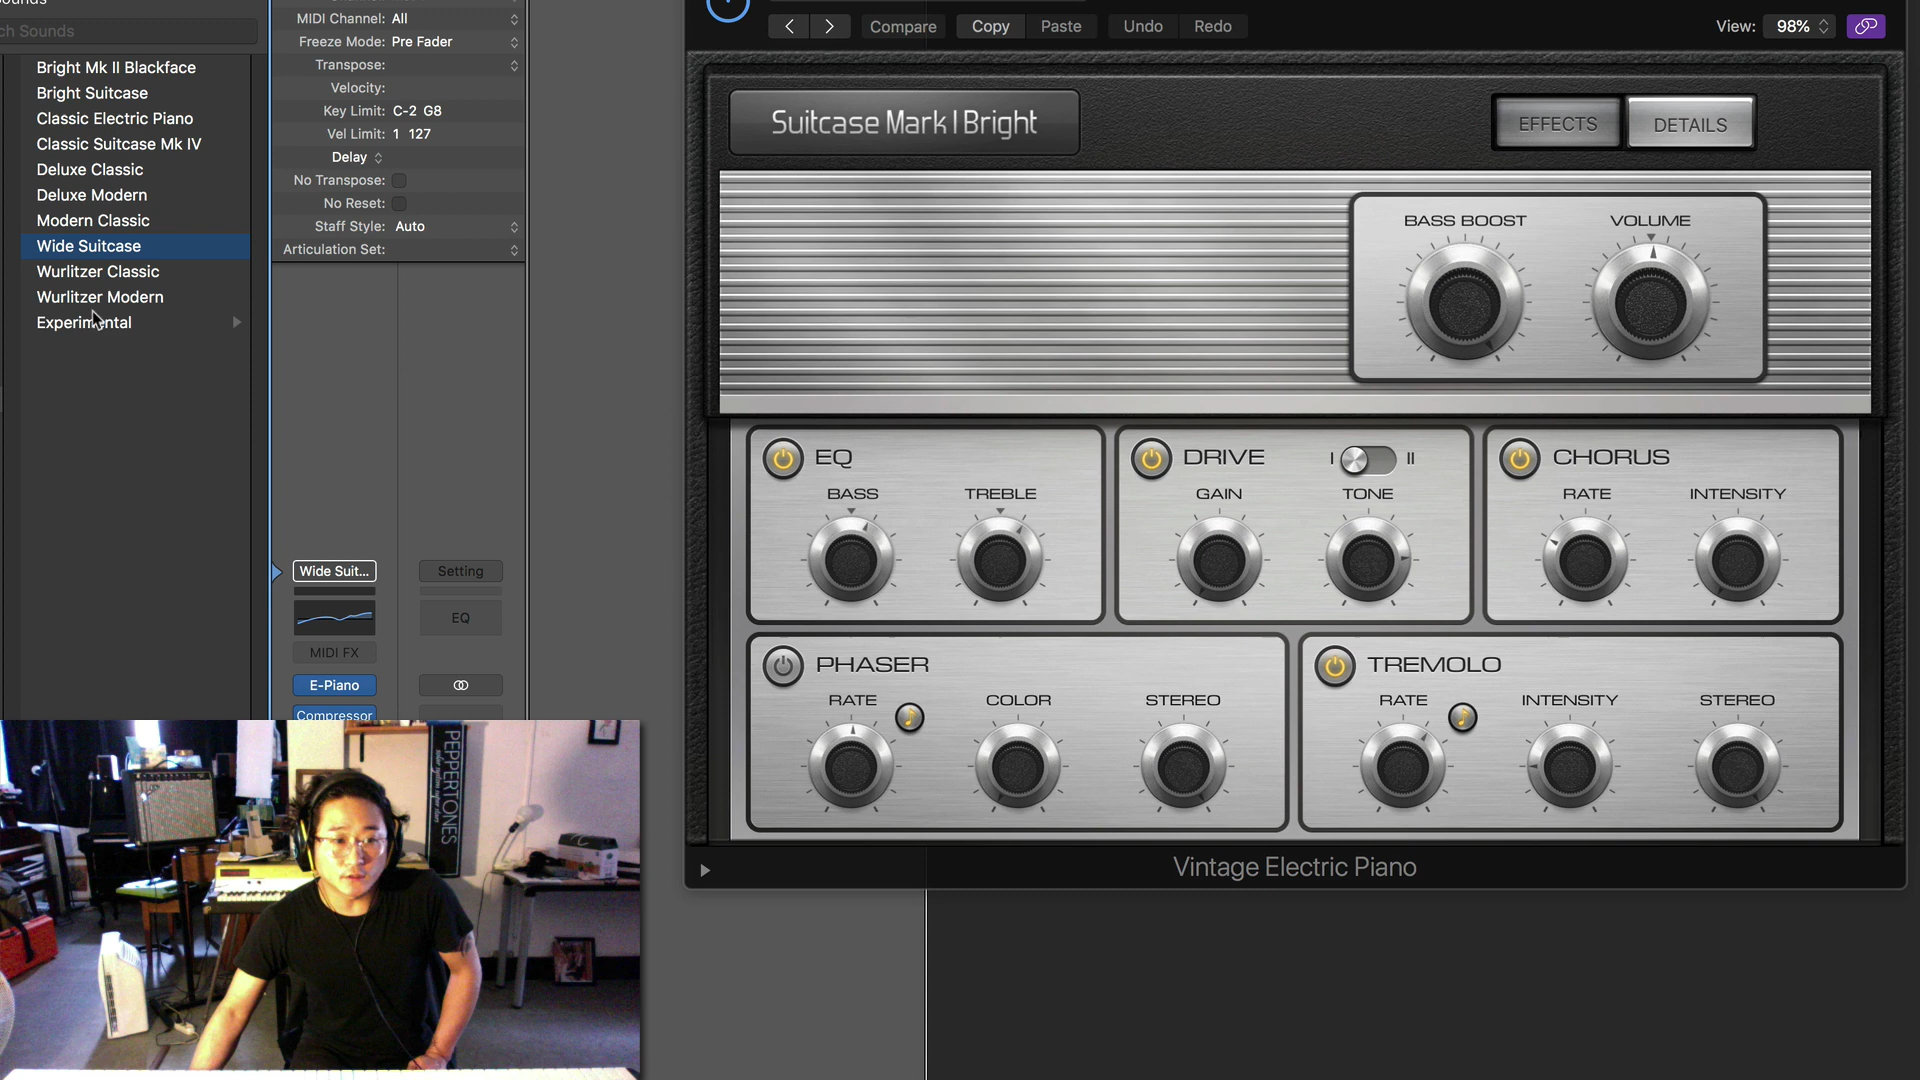 ounds
ch Sounds
Bright Mk II Blackface
Bright Suitcase
Classic Electric Piano
Classic Suitcase Mk IV
Deluxe Classic
Deluxe Modern
Modern Classic
Wide Suitcase
Wurlitzer Classic
Wurlitzer Modern
Experimental
MIDI Channel: All
Freeze Mode: Pre Fader
Transpose:
Velocity:
Key Limit: C-2 G8
Vel Limit: 1 127
Delay
No Transpose:
No Reset:
Staff Style: Auto
Articulation Set:
Wide Suit... Setting
EQ
MIDI FX
E-Piano
Compressor
Compare Copy Paste Undo Redo View: 98%
Suitcase Mark I Bright
EFFECTS DETAILS
BASS BOOST VOLUME
EQ
BASS TREBLE
DRIVE I II
GAIN TONE
CHORUS
RATE INTENSITY
PHASER
RATE COLOR STEREO
TREMOLO
RATE INTENSITY STEREO
Vintage Electric Piano
PEPPERTONES